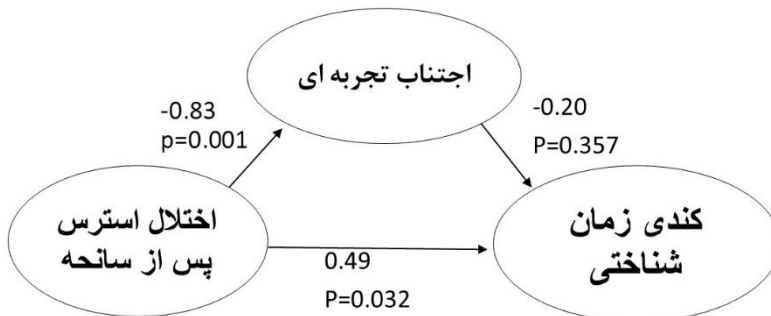 اجتناب تجربه ای
-0.83
p=0.001
-0.20
P=0.357
اختلال استرس
پس از سانحه
کندی زمان
شناختی
0.49
P=0.032